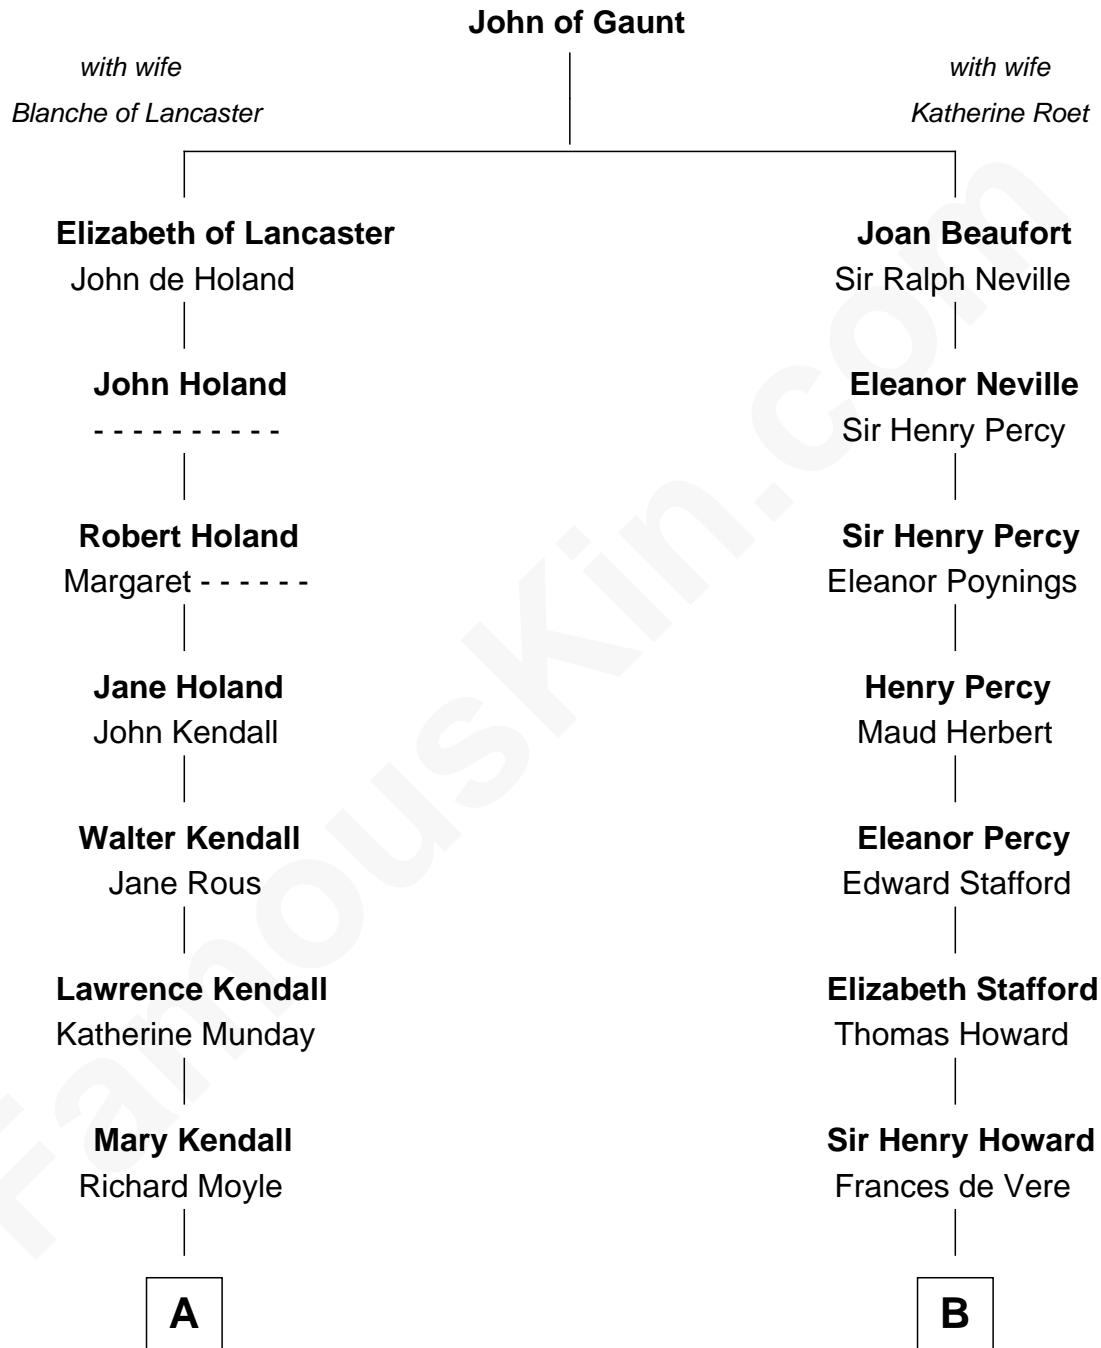 John of Gaunt
with wife
Blanche of Lancaster
with wife
Katherine Roet
Elizabeth of Lancaster
John de Holand
Joan Beaufort
Sir Ralph Neville
John Holand
- - - - - - - - - -
Eleanor Neville
Sir Henry Percy
Robert Holand
Margaret - - - - - -
Sir Henry Percy
Eleanor Poynings
Jane Holand
John Kendall
Henry Percy
Maud Herbert
Walter Kendall
Jane Rous
Eleanor Percy
Edward Stafford
Lawrence Kendall
Katherine Munday
Elizabeth Stafford
Thomas Howard
Mary Kendall
Richard Moyle
Sir Henry Howard
Frances de Vere
A
B
FamousKin.com